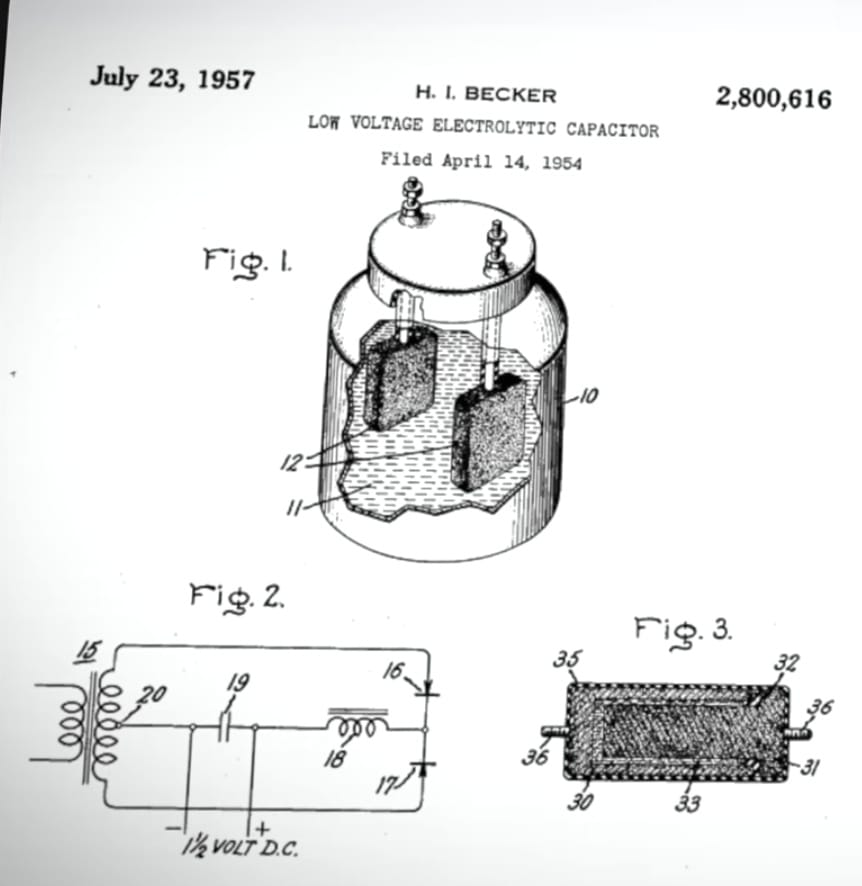 July 23, 1957
H. I. BECKER
2,800,616
LOW VOLTAGE ELECTROLYTIC CAPACITOR
Filed April 14, 1954
Fig. 1.
10
12
11
Fig. 2.
Fig. 3.
15
20
19
16
18
17
35
32
36
36
31
30
33
- +
1½ VOLT D.C.